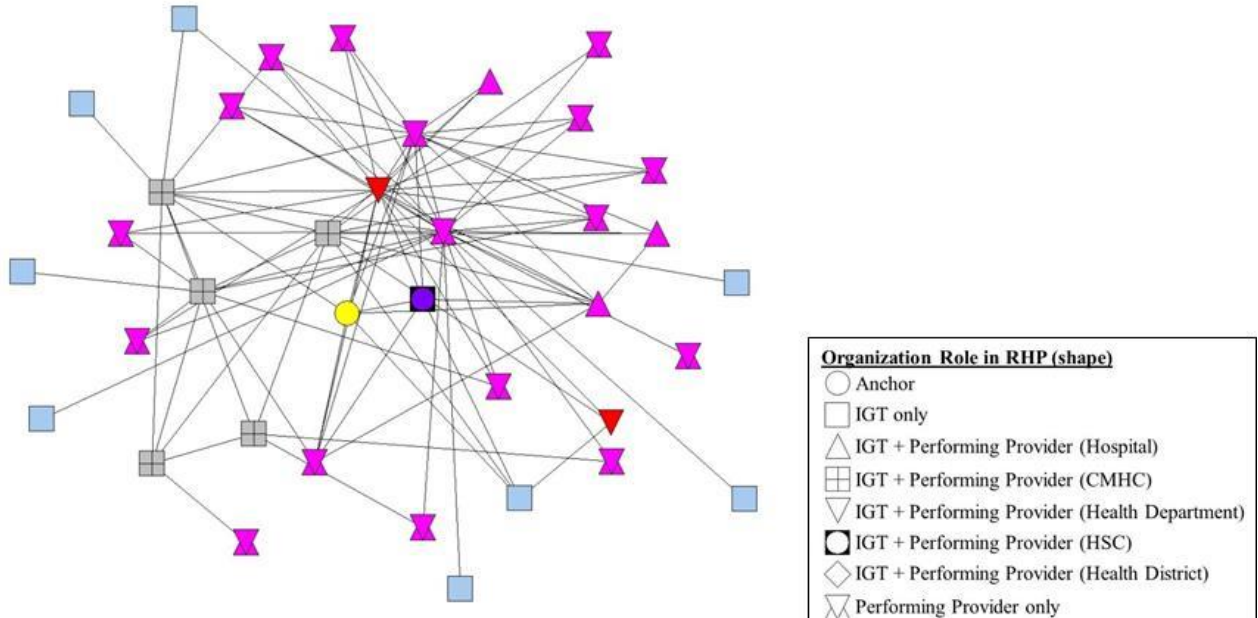 Organization Role in RHP (shape)
Anchor
IGT only
IGT + Performing Provider (Hospital)
IGT + Performing Provider (CMHC)
IGT + Performing Provider (Health Department)
IGT + Performing Provider (HSC)
IGT + Performing Provider (Health District)
Performing Provider only